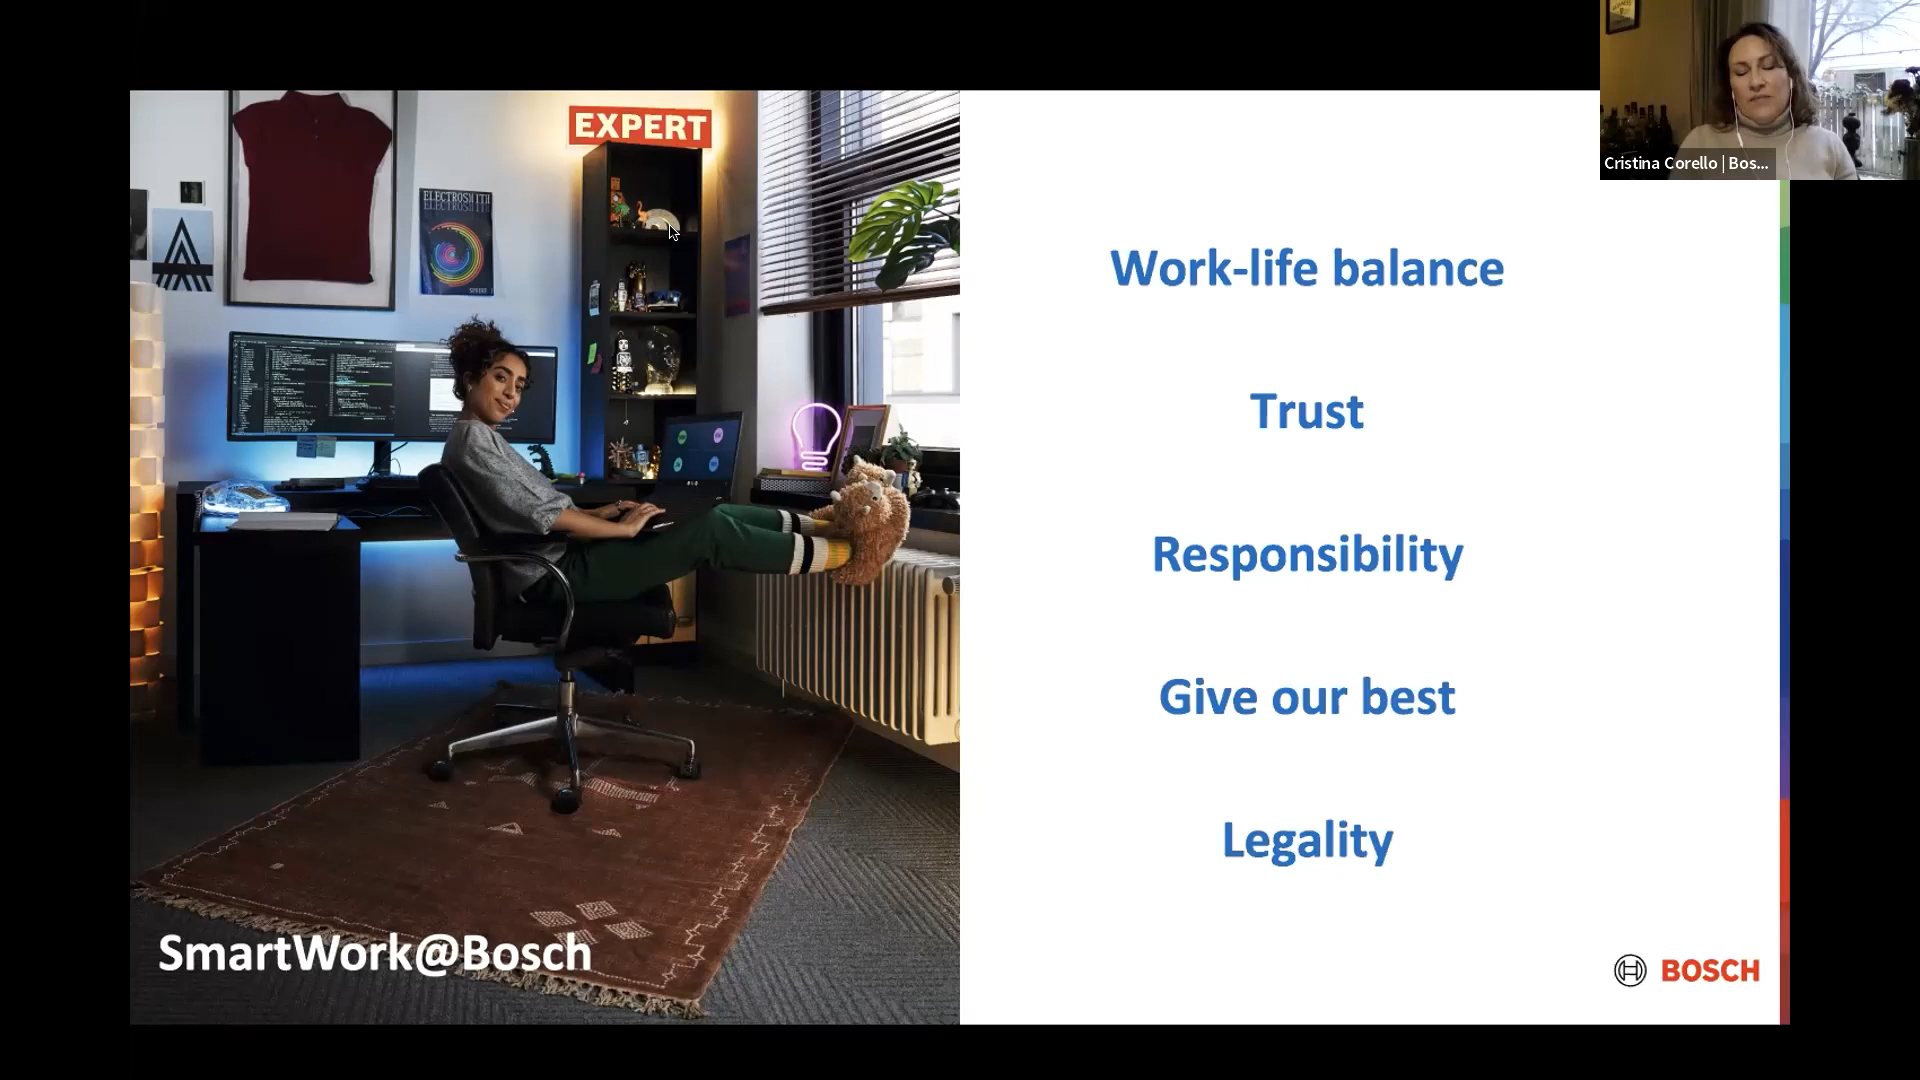 EXPERT
ELECTROSMITH
Cristina Corello | Bos...
Work-life balance
Trust
Responsibility
Give our best
Legality
SmartWork@Bosch
BOSCH